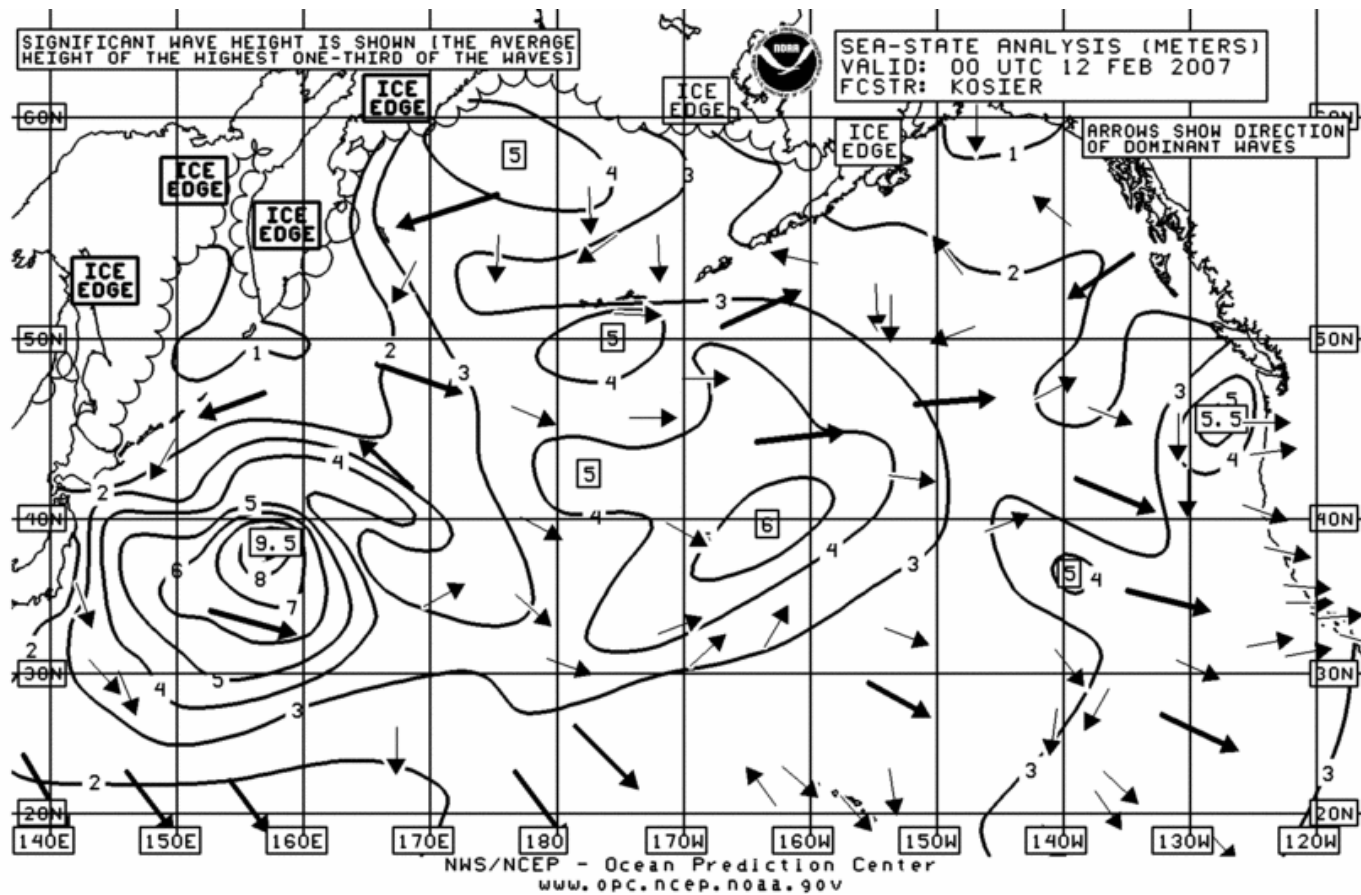 SIGNIFICANT WAVE HEIGHT IS SHOWN (THE AVERAGE
HEIGHT OF THE HIGHEST ONE-THIRD OF THE WAVES)
NOAA
SEA-STATE ANALYSIS (METERS)
VALID: 00 UTC 12 FEB 2007
FCSTR: KOSIER
ICE
EDGE
ICE
EDGE
60N
ICE
EDGE
ARROWS SHOW DIRECTION
OF DOMINANT WAVES
5
1
ICE
EDGE
4
3
ICE
EDGE
ICE
EDGE
2
3
50N
5
50N
1
2
4
3
3
5
5.5
4
4
5
2
5
4
40N
9.5
6
40N
6
8
4
3
5
4
7
2
30N
5
30N
4
3
2
3
3
20N
20N
140E
150E
160E
170E
180
170W
160W
150W
140W
130W
120W
NWS/NCEP - Ocean Prediction Center
www.opc.ncep.noaa.gov